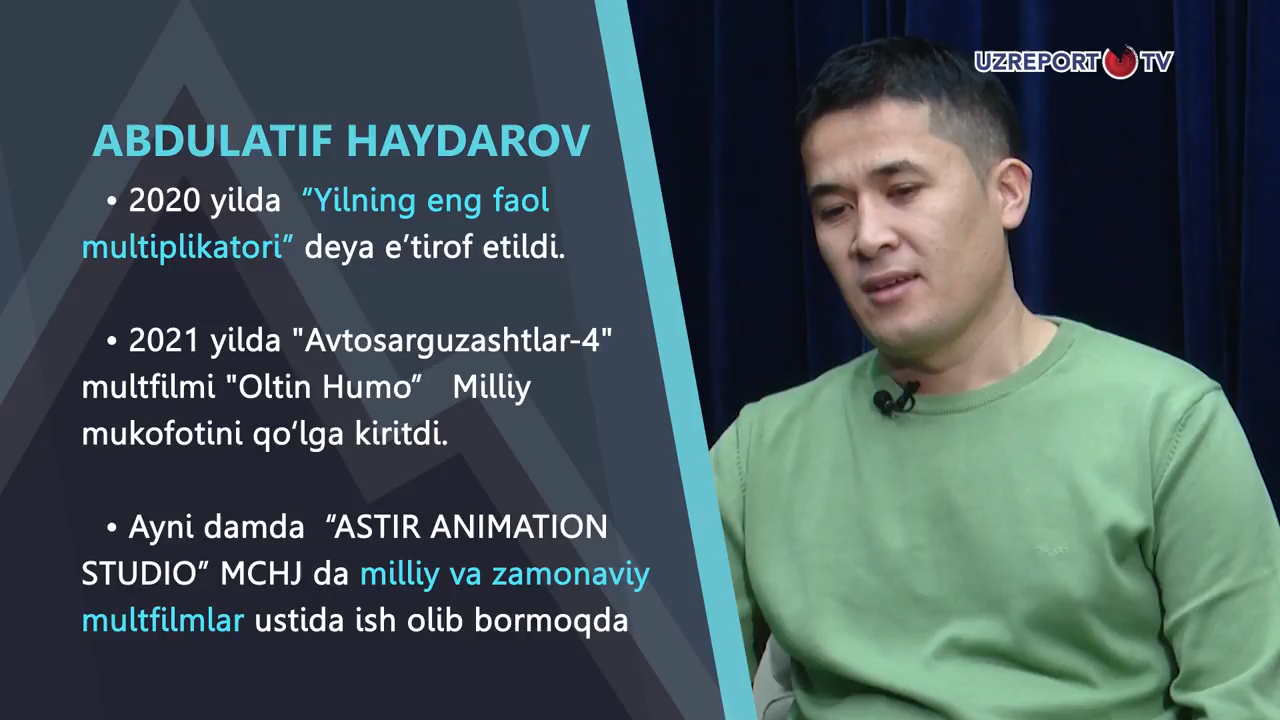 UZREPORT TV
ABDULATIF HAYDAROV
• 2020 yilda “Yilning eng faol
multiplikatori” deya e’tirof etildi.
• 2021 yilda "Avtosarguzashtlar-4"
multfilmi "Oltin Humo” Milliy
mukofotini qo‘lga kiritdi.
• Ayni damda “ASTIR ANIMATION
STUDIO” MCHJ da milliy va zamonaviy
multfilmlar ustida ish olib bormoqda